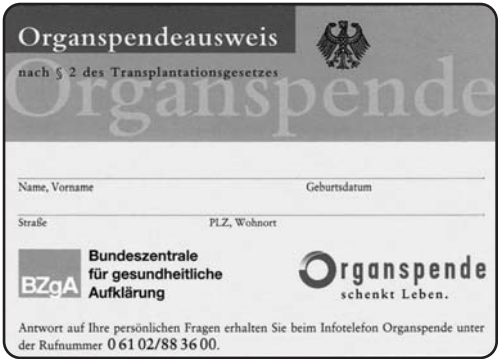 Organspendeausweis
nach § 2 des Transplantationsgesetzes
Organspende
Name, Vorname Geburtsdatum
Straße PLZ, Wohnort
BZgA
Bundeszentrale
für gesundheitliche
Aufklärung
Organspende
schenkt Leben.
Antwort auf Ihre persönlichen Fragen erhalten Sie beim Infotelefon Organspende unter
der Rufnummer 0 61 02/88 36 00.